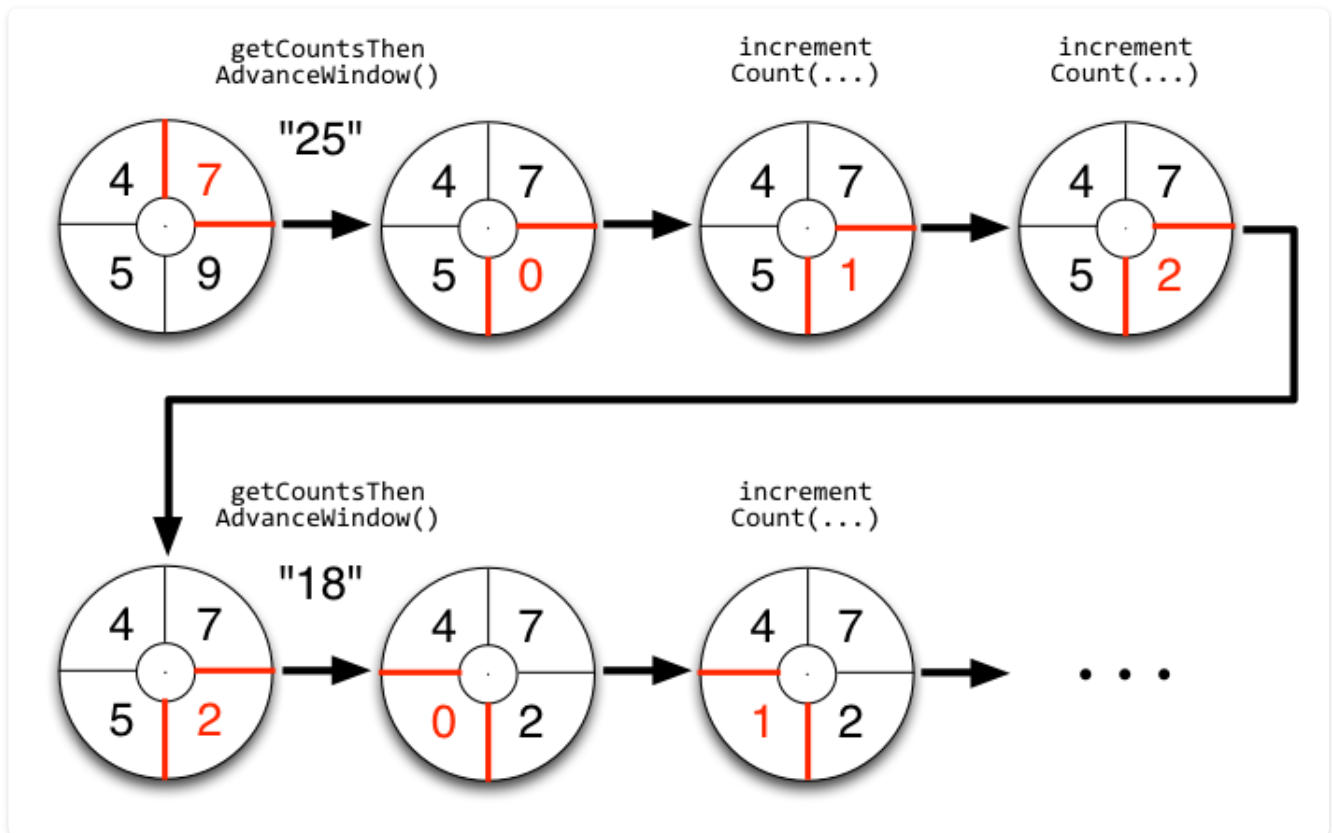 getCountsThen
AdvanceWindow()
increment
Count(...)
increment
Count(...)
"25"
4 7
5 9
4 7
5 0
4 7
5 1
4 7
5 2
getCountsThen
AdvanceWindow()
increment
Count(...)
"18"
4 7
5 2
4 7
0 2
4 7
1 2
. . .